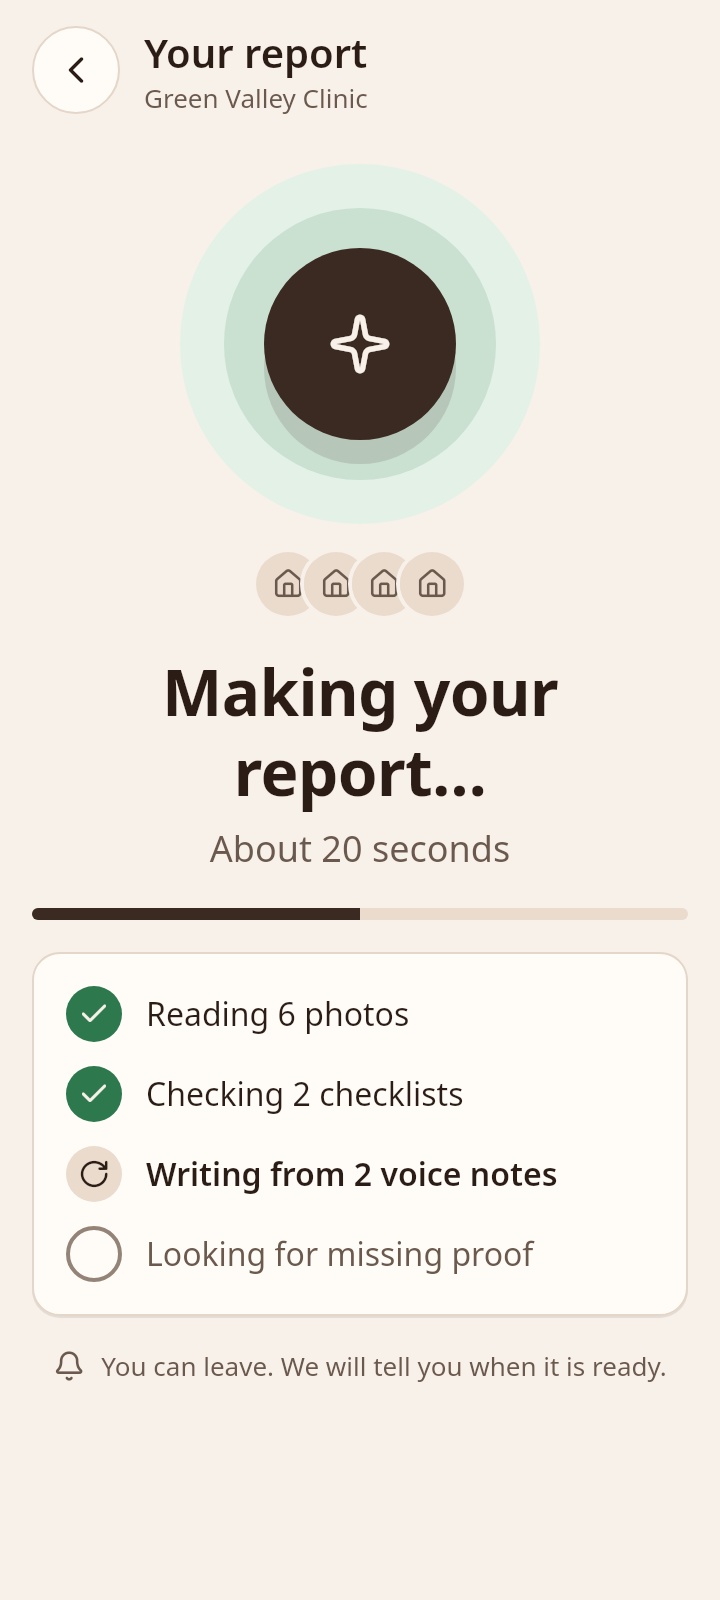 Your report
Green Valley Clinic
Making your
report...
About 20 seconds
Reading 6 photos
Checking 2 checklists
Writing from 2 voice notes
Looking for missing proof
You can leave. We will tell you when it is ready.